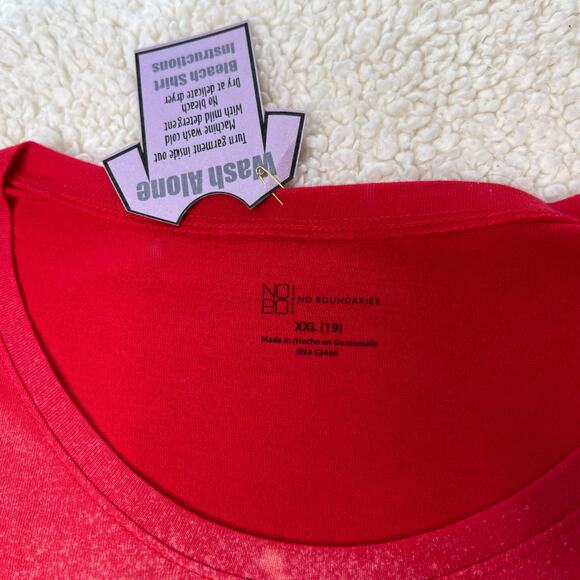 Wash Alone
Turn garment inside out
Machine wash cold
With mild detergent
No bleach
Dry at delicate dryer
Bleach Shirt
Instructions
NO
BO
NO BOUNDARIES
XXL (19)
Made in /Hecho en Guatemala
RN# 52469